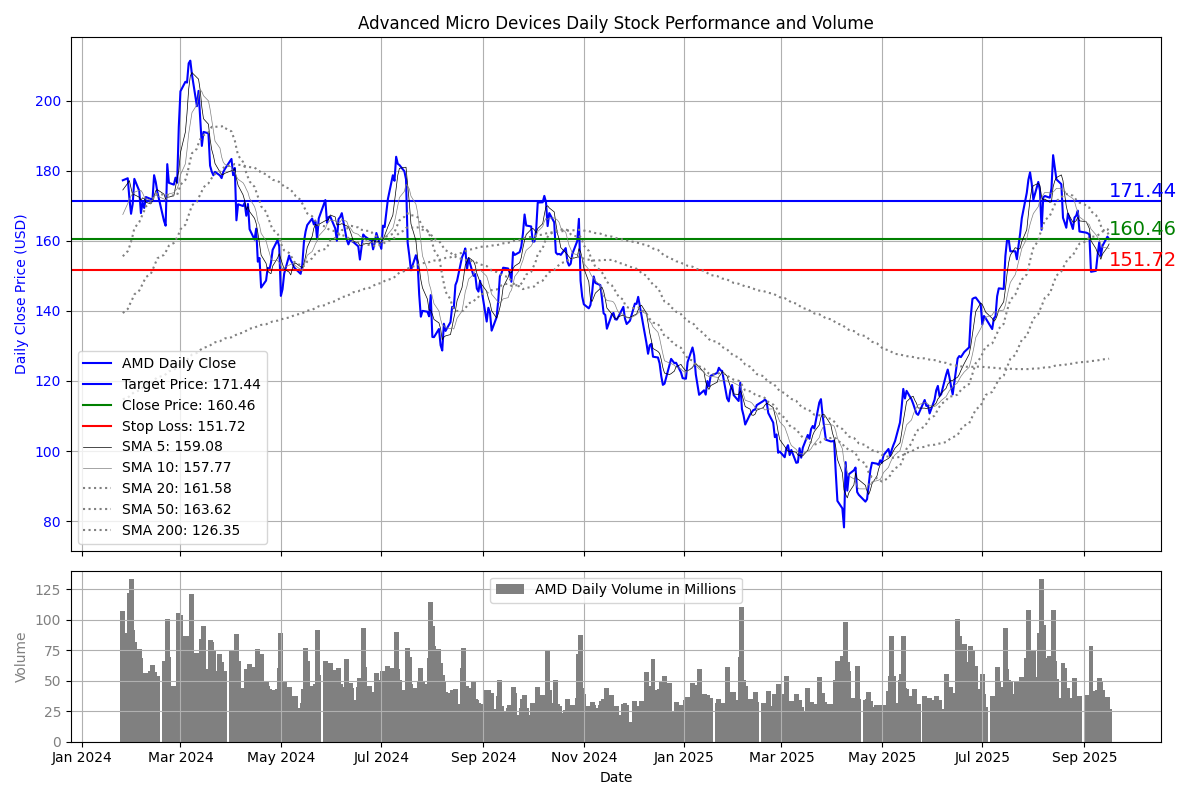 Advanced Micro Devices Daily Stock Performance and Volume
Daily Close Price (USD)
200
180
160
140
120
100
80
171.44
160.46
151.72
AMD Daily Close
Target Price: 171.44
Close Price: 160.46
Stop Loss: 151.72
SMA 5: 159.08
SMA 10: 157.77
SMA 20: 161.58
SMA 50: 163.62
SMA 200: 126.35
Volume
125
100
75
50
25
0
AMD Daily Volume in Millions
Jan 2024 Mar 2024 May 2024 Jul 2024 Sep 2024 Nov 2024 Jan 2025 Mar 2025 May 2025 Jul 2025 Sep 2025
Date